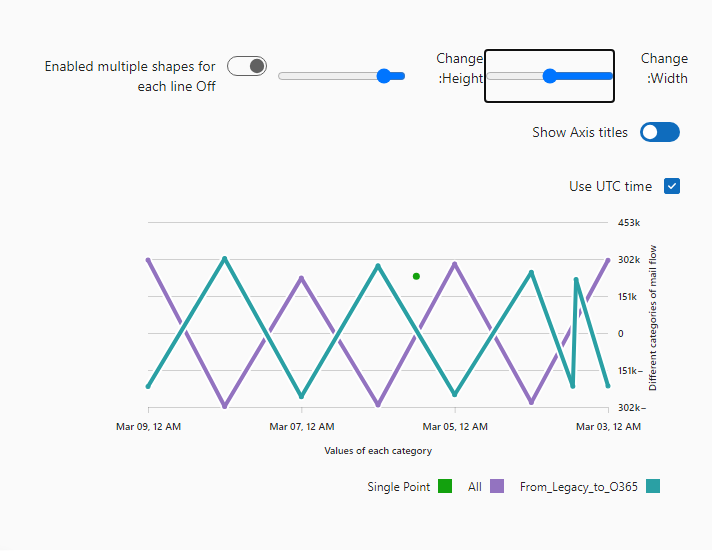 Enabled multiple shapes for
each line Off
Change
:Height
Change
:Width
Show Axis titles
Use UTC time
453k
302k
151k
0
151k–
302k–
Different categories of mail flow
Mar 09, 12 AM
Mar 07, 12 AM
Mar 05, 12 AM
Mar 03, 12 AM
Values of each category
Single Point
All
From_Legacy_to_O365